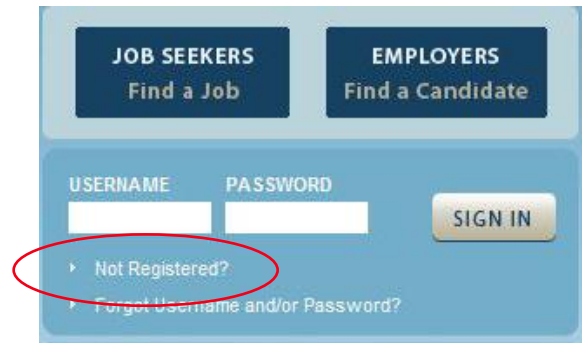 JOB SEEKERS
Find a Job
EMPLOYERS
Find a Candidate
USERNAME PASSWORD
SIGN IN
Not Registered?
Forgot Username and/or Password?